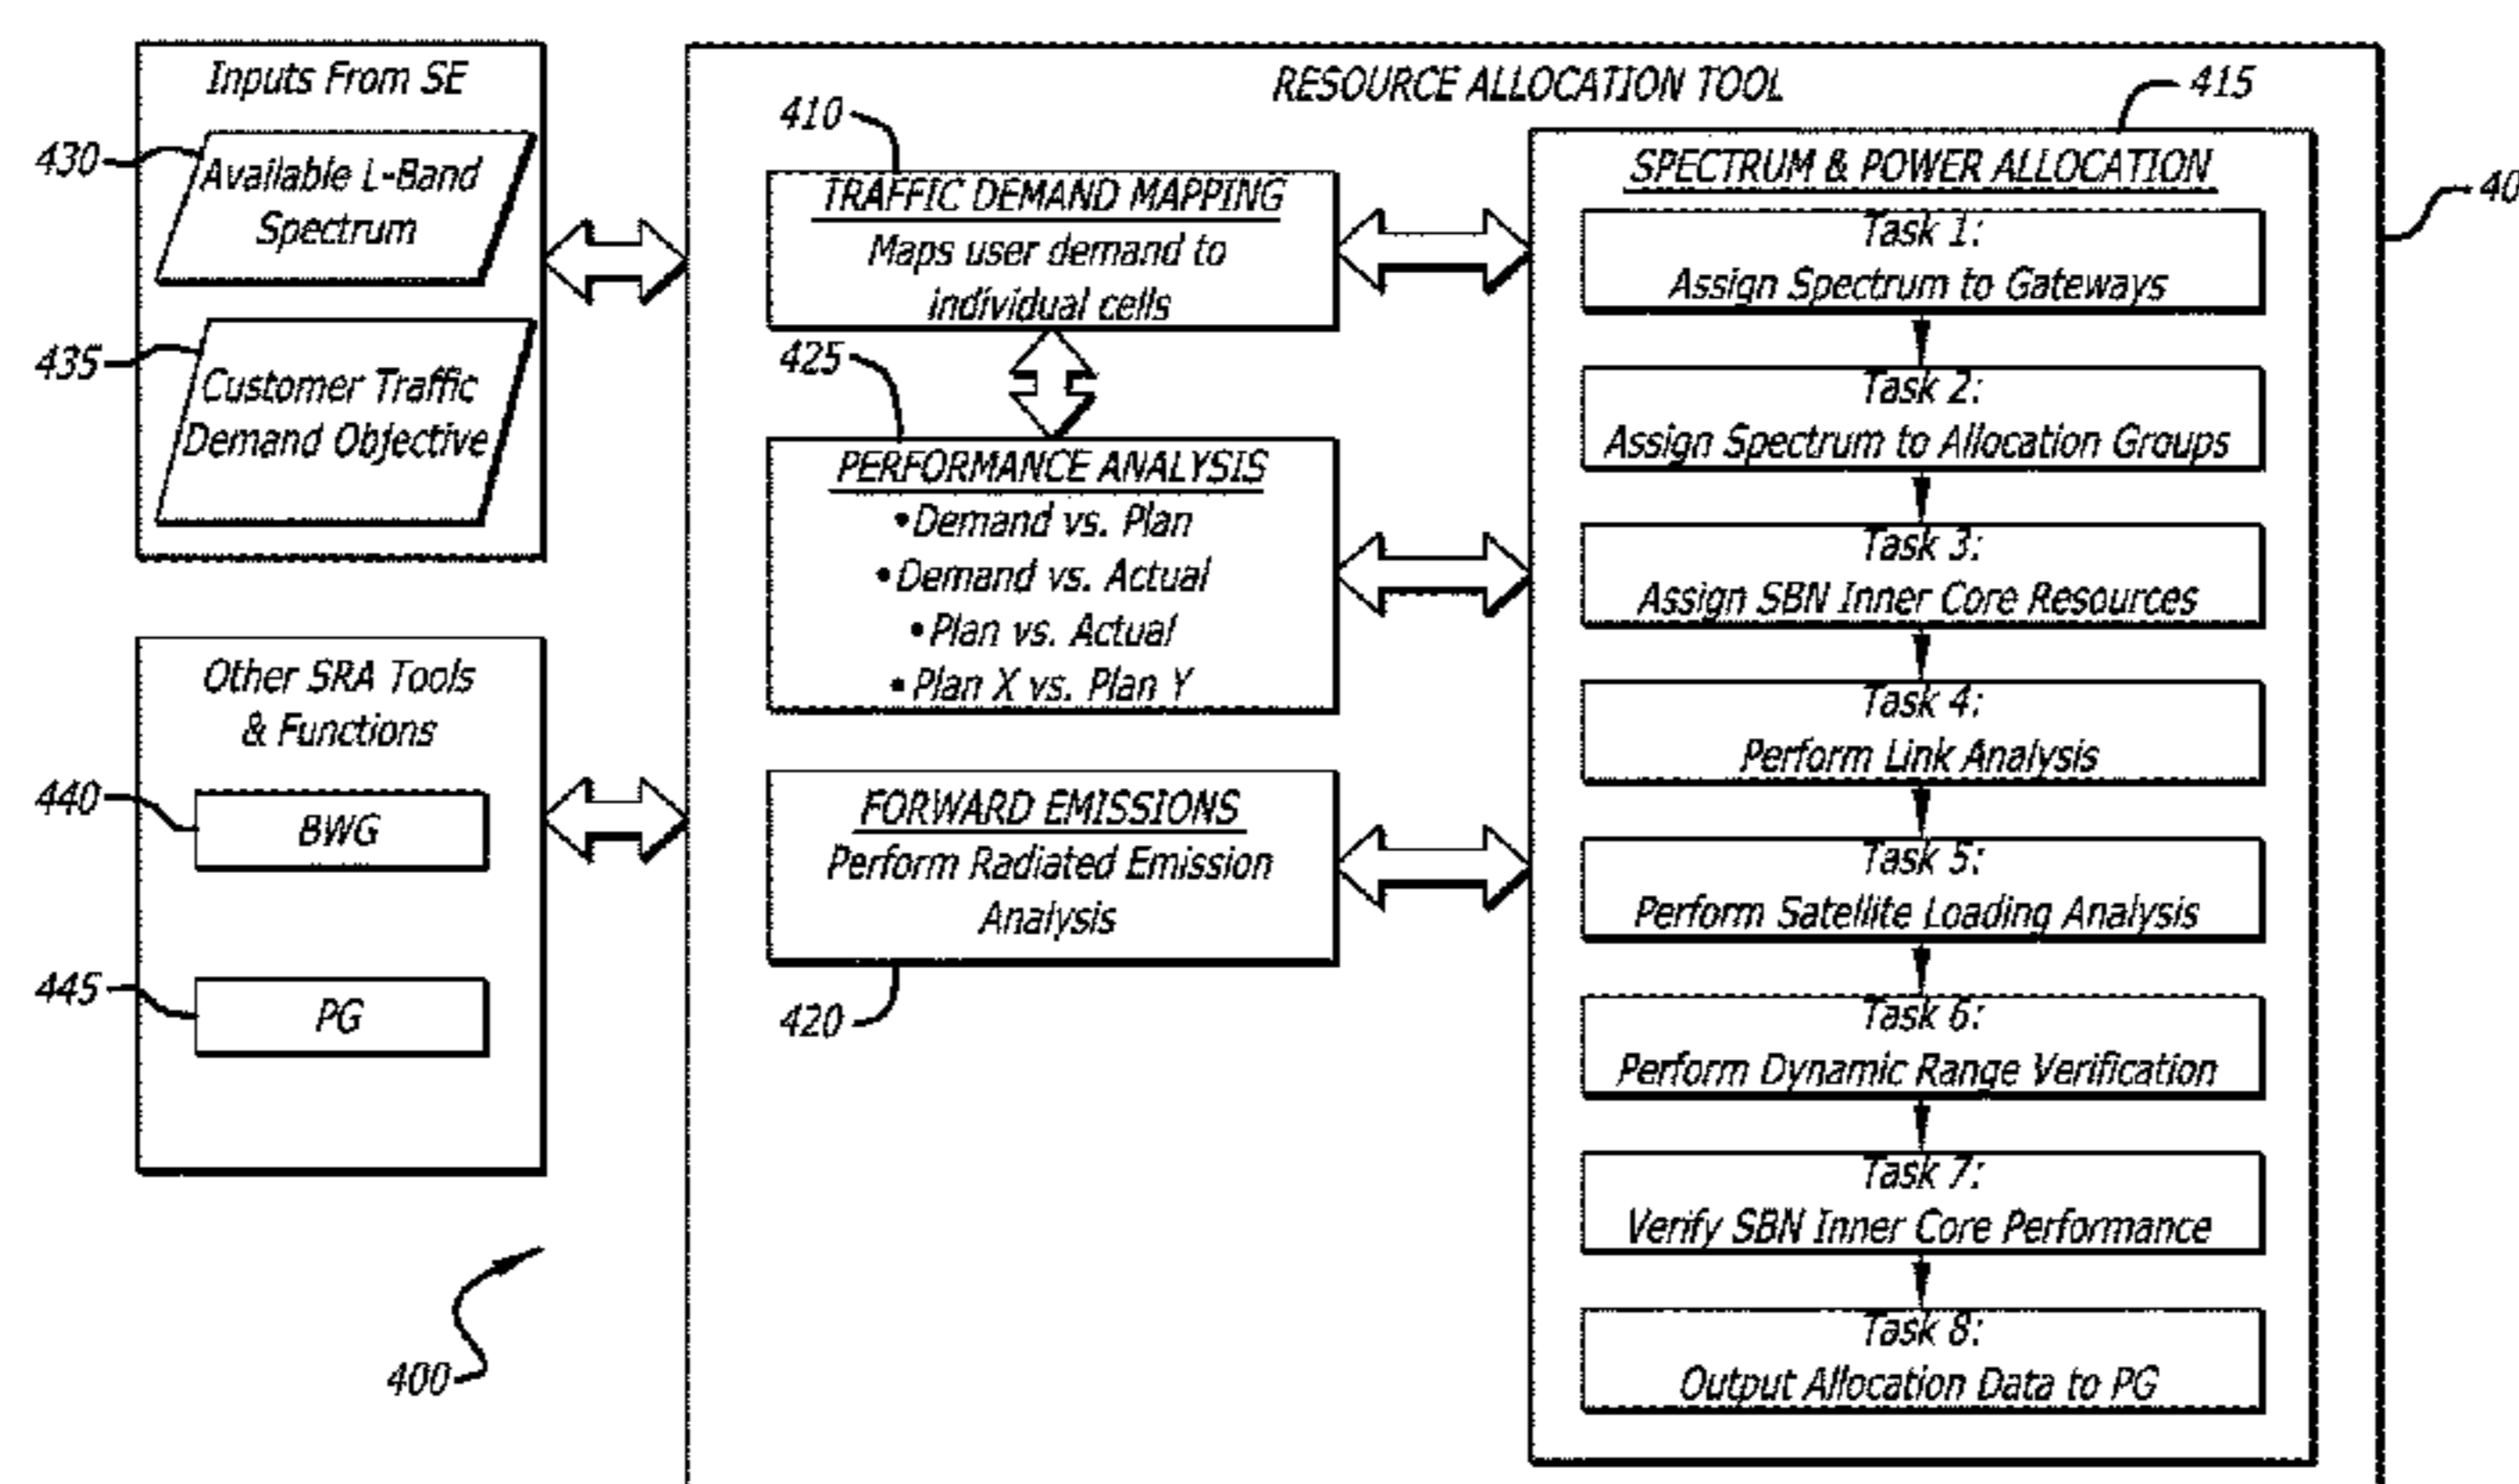 Inputs From SE
430
Available L-Band
Spectrum
435
Customer Traffic
Demand Objective
Other SRA Tools
& Functions
440
BWG
445
PG
400
RESOURCE ALLOCATION TOOL
410
TRAFFIC DEMAND MAPPING
Maps user demand to
individual cells
425
PERFORMANCE ANALYSIS
•Demand vs. Plan
•Demand vs. Actual
•Plan vs. Actual
•Plan X vs. Plan Y
FORWARD EMISSIONS
Perform Radiated Emission
Analysis
420
415
SPECTRUM & POWER ALLOCATION
Task 1:
Assign Spectrum to Gateways
Task 2:
Assign Spectrum to Allocation Groups
Task 3:
Assign SBN Inner Core Resources
Task 4:
Perform Link Analysis
Task 5:
Perform Satellite Loading Analysis
Task 6:
Perform Dynamic Range Verification
Task 7:
Verify SBN Inner Core Performance
Task 8:
Output Allocation Data to PG